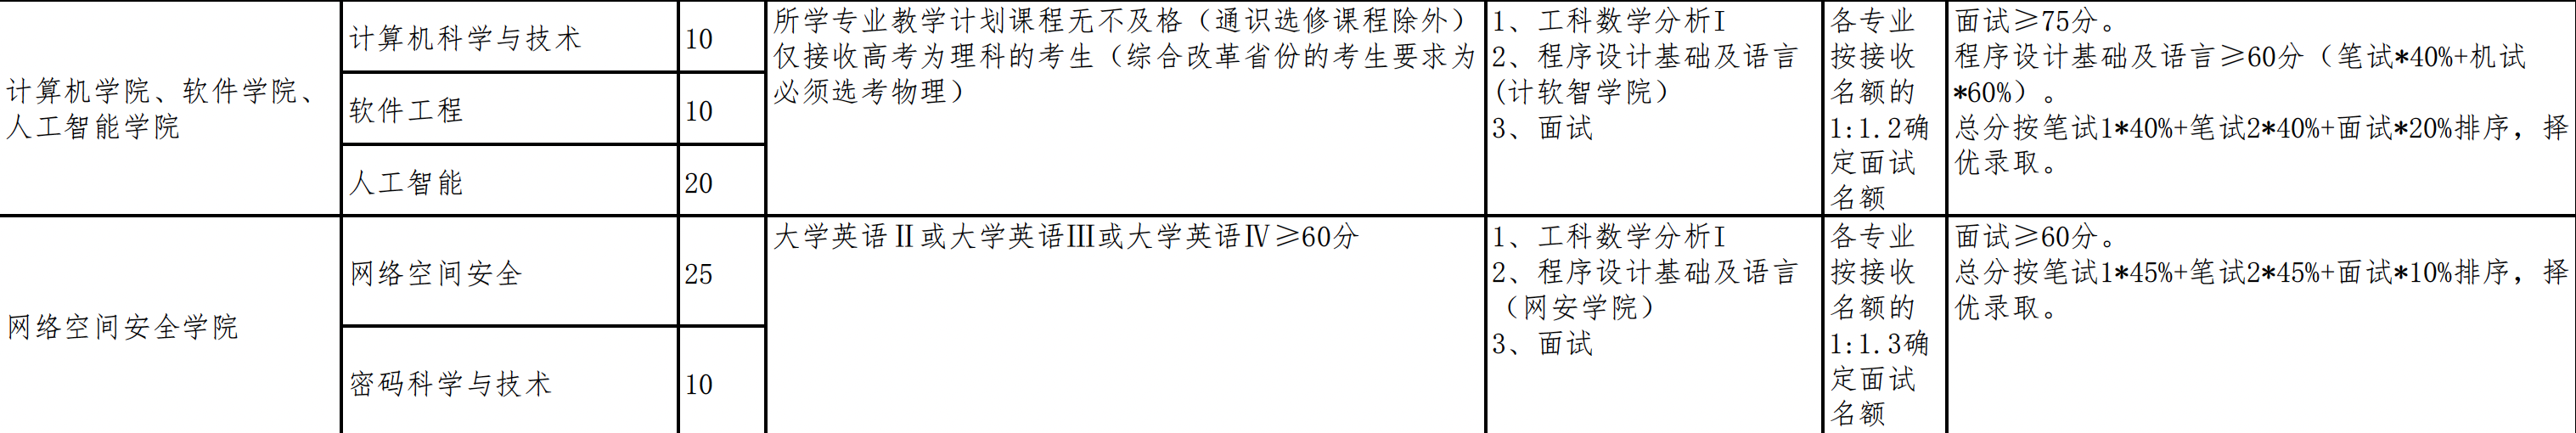 计算机学院、软件学院、
人工智能学院
计算机科学与技术
10
软件工程
10
人工智能
20
所学专业教学计划课程无不及格（通识选修课程除外）
仅接收高考为理科的考生（综合改革省份的考生要求为
必须选考物理）
1、工科数学分析I
2、程序设计基础及语言
(计软智学院）
3、面试
各专业
按接收
名额的
1:1.2确
定面试
名额
面试≥75分。
程序设计基础及语言≥60分（笔试*40%+机试
*60%）。
总分按笔试1*40%+笔试2*40%+面试*20%排序，择
优录取。
网络空间安全学院
网络空间安全
25
密码科学与技术
10
大学英语Ⅱ或大学英语Ⅲ或大学英语Ⅳ≥60分
1、工科数学分析I
2、程序设计基础及语言
（网安学院）
3、面试
各专业
按接收
名额的
1:1.3确
定面试
名额
面试≥60分。
总分按笔试1*45%+笔试2*45%+面试*10%排序，择
优录取。